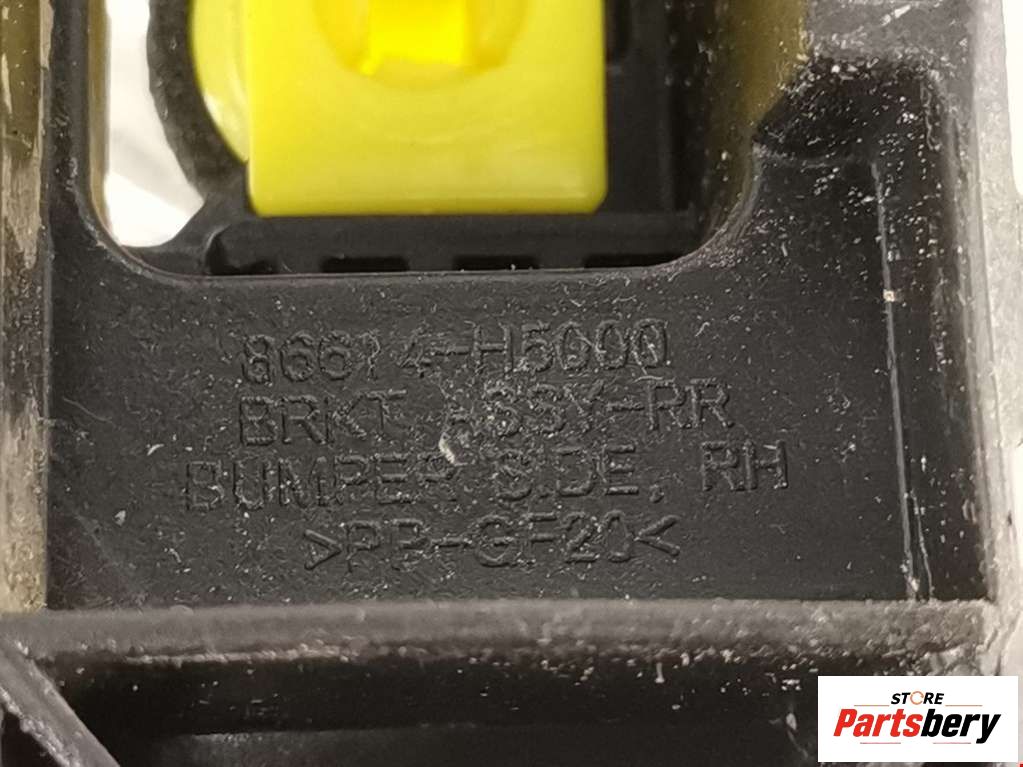 86614-H5000
BRKT ASSY-RR
BUMPER SIDE, RH
>PP-GF20<
STORE
Partsbery